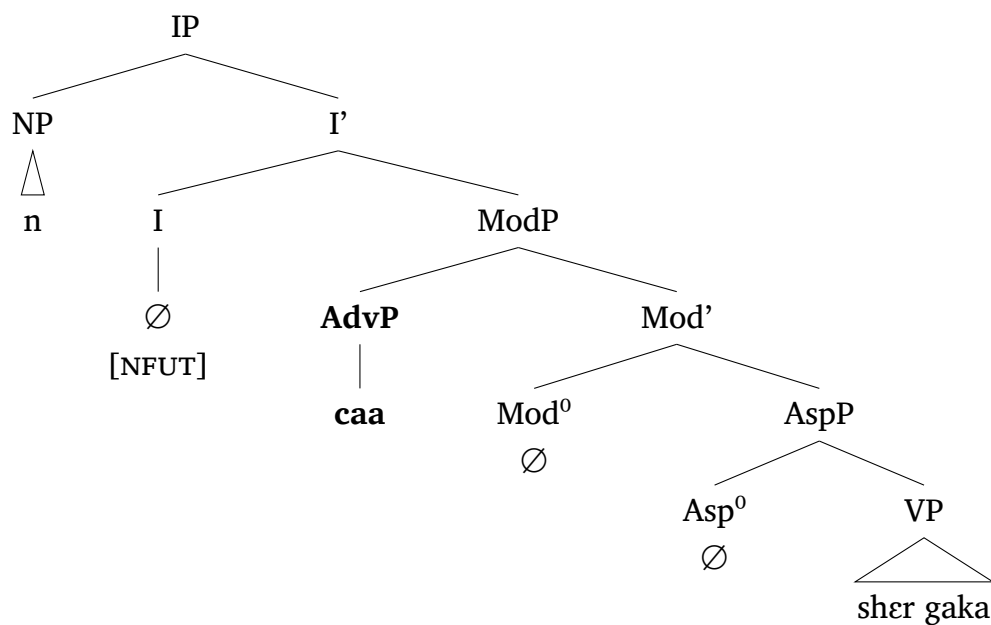 IP
NP I’
n I ModP
∅ AdvP Mod’
[NFUT]
caa Mod⁰ AspP
∅
Asp⁰ VP
∅
shɛr gaka